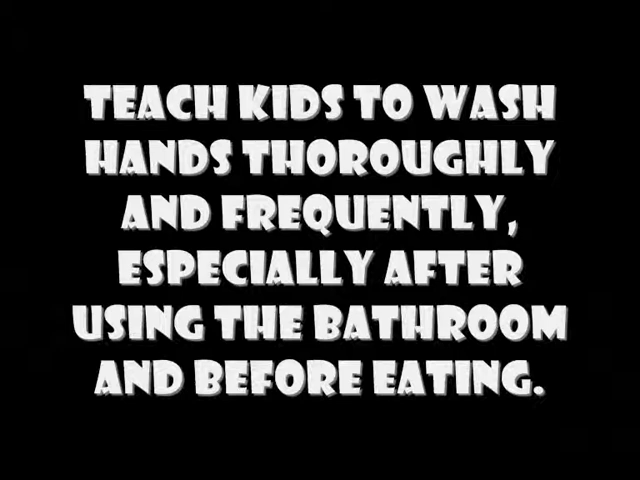 TEACH KIDS TO WASH
HANDS THOROUGHLY
AND FREQUENTLY,
ESPECIALLY AFTER
USING THE BATHROOM
AND BEFORE EATING.